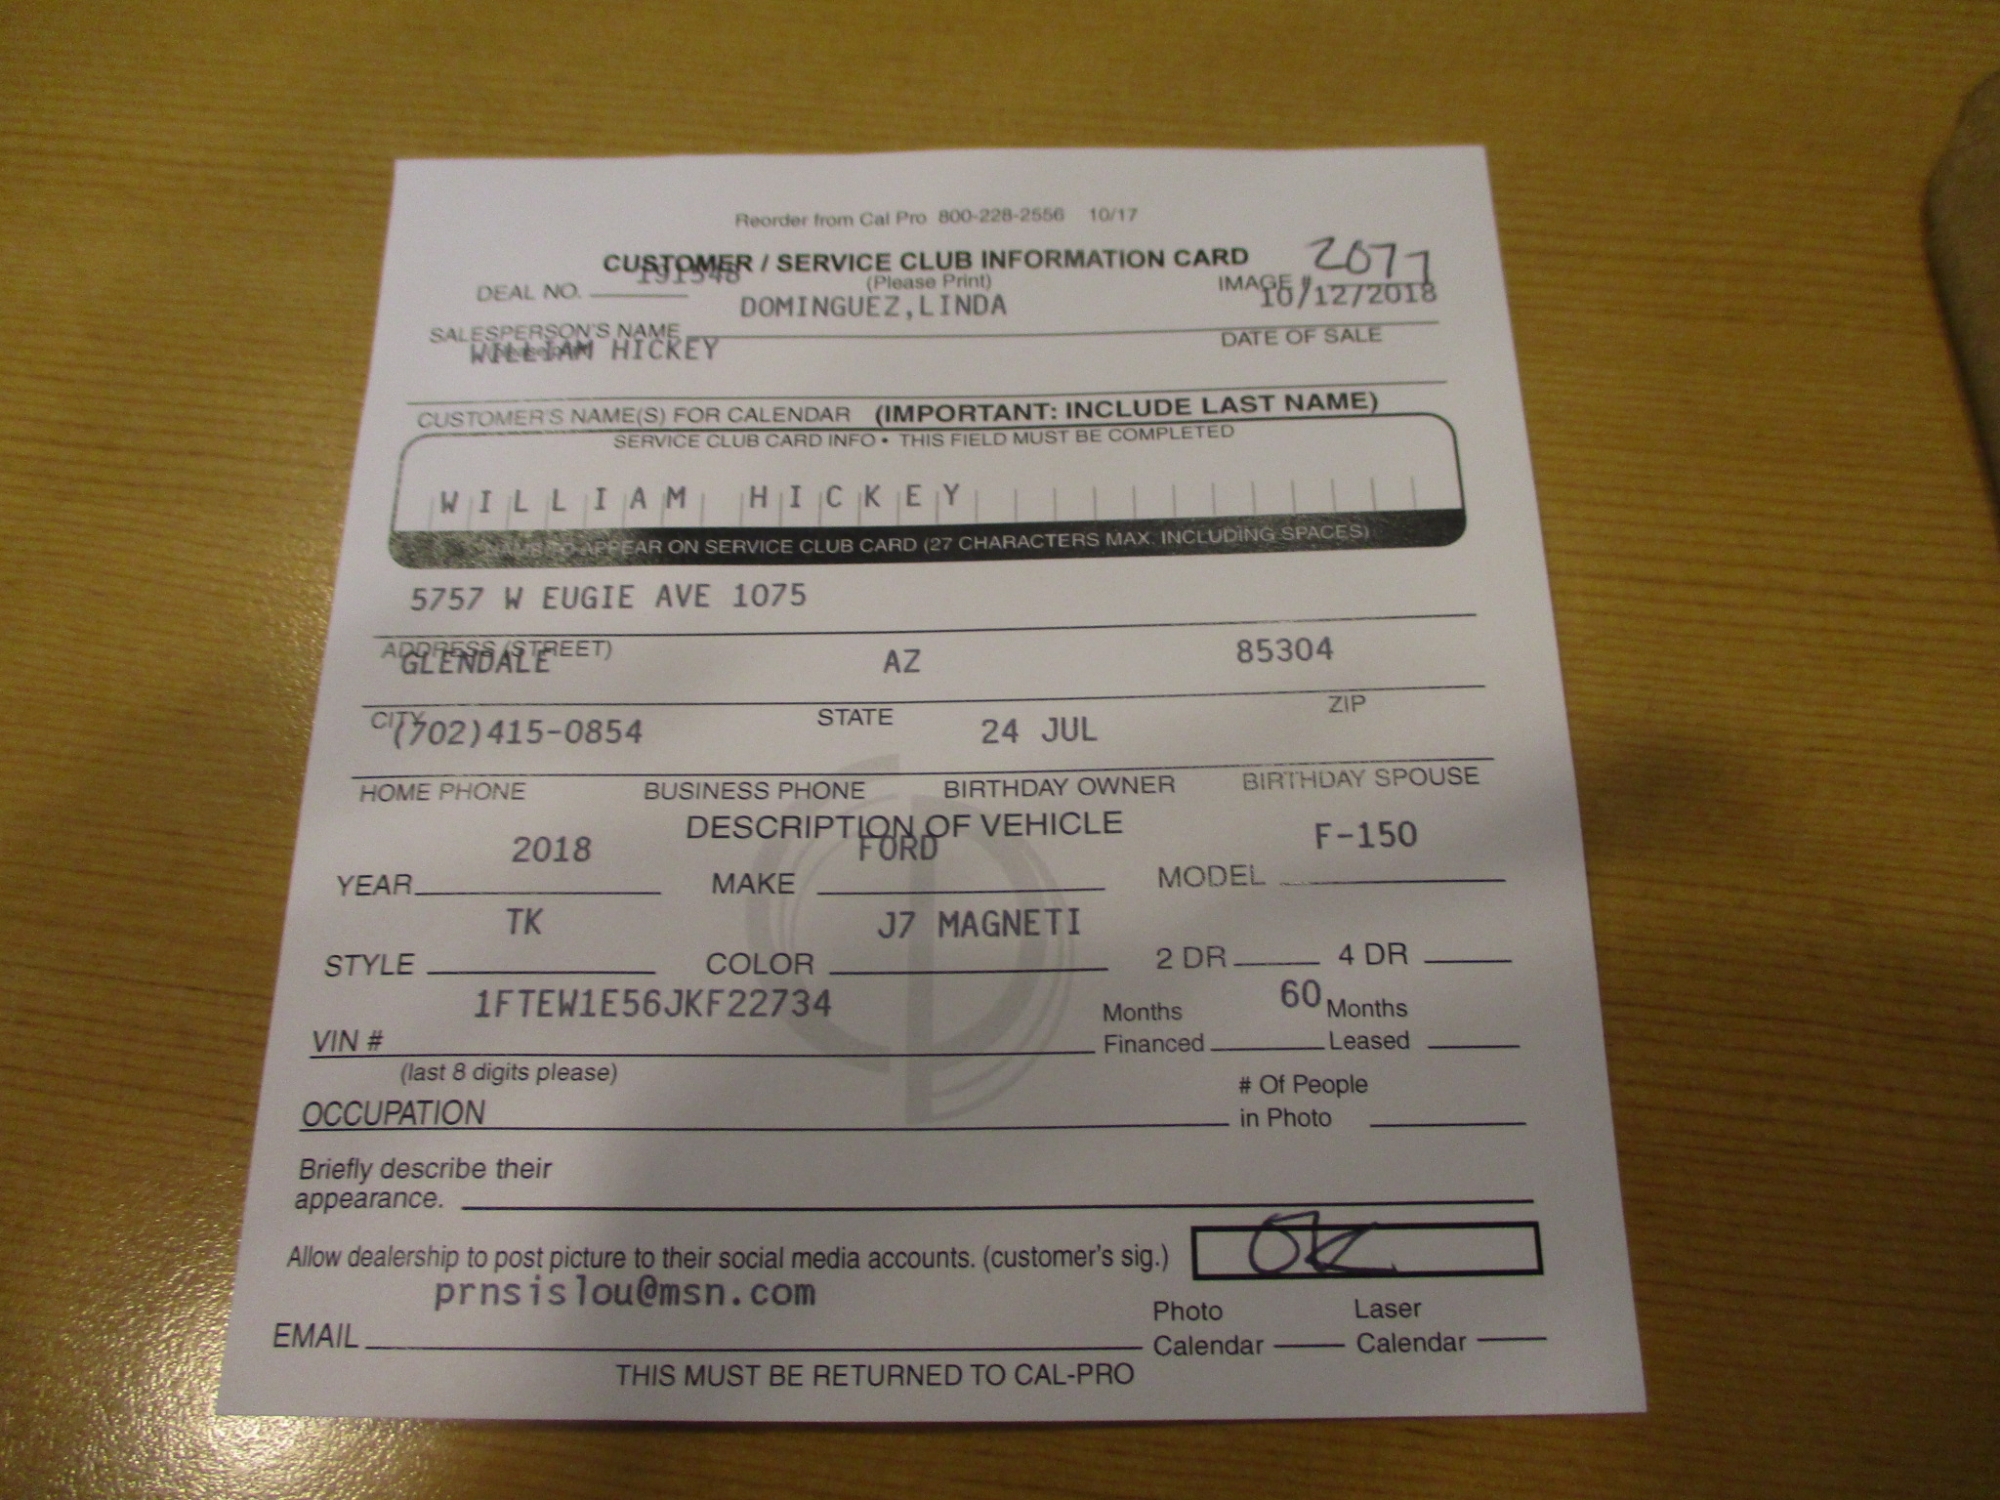 Reorder from Cal Pro 800-228-2556 10/17
CUSTOMER / SERVICE CLUB INFORMATION CARD 2077
191548 (Please Print)
DEAL NO. IMAGE #
DOMINGUEZ,LINDA 10/12/2018
SALESPERSON'S NAME DATE OF SALE
WILLIAM HICKEY
CUSTOMER'S NAME(S) FOR CALENDAR (IMPORTANT: INCLUDE LAST NAME)
SERVICE CLUB CARD INFO • THIS FIELD MUST BE COMPLETED
WILLIAM HICKEY
NAME TO APPEAR ON SERVICE CLUB CARD (27 CHARACTERS MAX. INCLUDING SPACES)
5757 W EUGIE AVE 1075
ADDRESS (STREET)
GLENDALE AZ 85304
CITY STATE ZIP
(702)415-0854 24 JUL
HOME PHONE BUSINESS PHONE BIRTHDAY OWNER BIRTHDAY SPOUSE
DESCRIPTION OF VEHICLE
2018 FORD F-150
YEAR MAKE MODEL
TK J7 MAGNETI
STYLE COLOR 2 DR 4 DR
1FTEW1E56JKF22734 Months 60 Months
VIN # Financed Leased
(last 8 digits please) # Of People
OCCUPATION in Photo
Briefly describe their
appearance.
Allow dealership to post picture to their social media accounts. (customer's sig.) OK
prnsislou@msn.com Photo Laser
EMAIL Calendar Calendar
THIS MUST BE RETURNED TO CAL-PRO